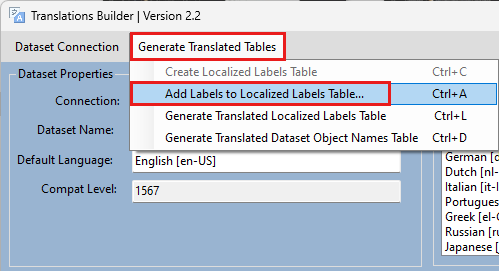 Translations Builder | Version 2.2
Dataset Connection Generate Translated Tables
Dataset Properties
Create Localized Labels Table Ctrl+C
Connection:
Add Labels to Localized Labels Table... Ctrl+A
Generate Translated Localized Labels Table Ctrl+L
Dataset Name:
Generate Translated Dataset Object Names Table Ctrl+D
Default Language: English [en-US]
Compat Level: 1567
German [d
Dutch [nl-
Italian [it-I
Portugues
Greek [el-G
Russian [ru
Japanese [